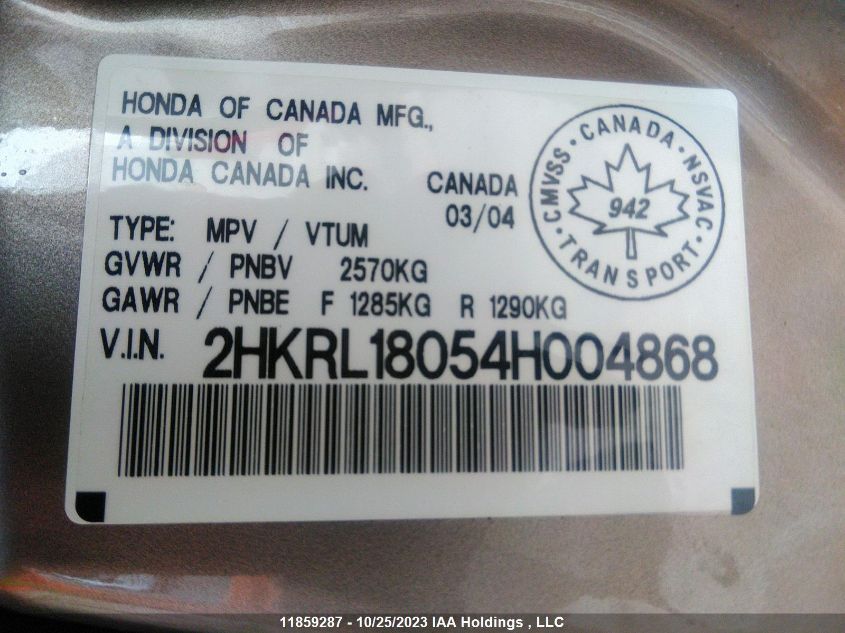 HONDA OF CANADA MFG.,
A DIVISION OF
HONDA CANADA INC.
CANADA
03/04
CMVSS · CANADA · NSVAC · TRANSPORT ·
942
TYPE: MPV / VTUM
GVWR / PNBV 2570KG
GAWR / PNBE F 1285KG R 1290KG
V.I.N. 2HKRL18054H004868
11859287 - 10/25/2023 IAA Holdings , LLC